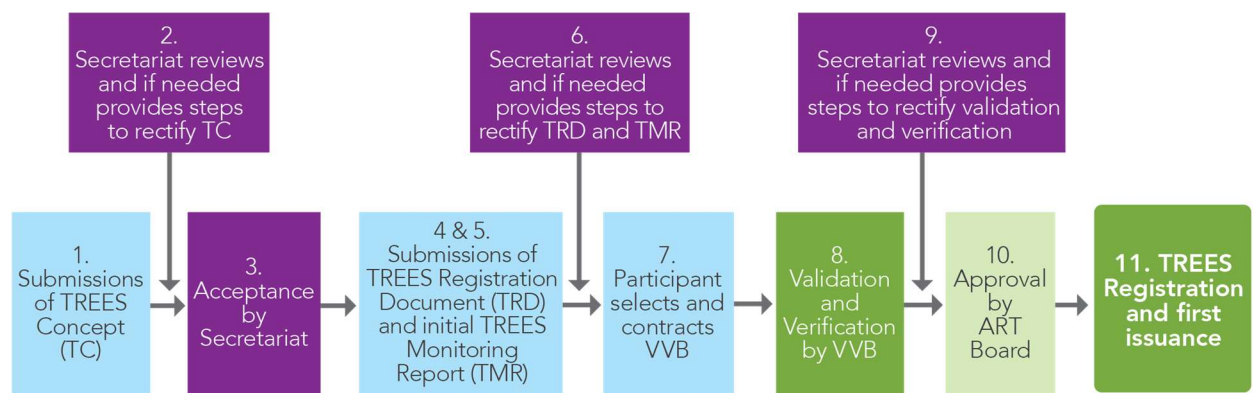 2.
Secretariat reviews
and if needed
provides steps
to rectify TC
6.
Secretariat reviews
and if needed
provides steps to
rectify TRD and TMR
9.
Secretariat reviews and
if needed provides
steps to rectify validation
and verification
1.
Submissions
of TREES
Concept
(TC)
3.
Acceptance
by
Secretariat
4 & 5.
Submissions of
TREES Registration
Document (TRD)
and initial TREES
Monitoring
Report (TMR)
7.
Participant
selects and
contracts
VVB
8.
Validation
and
Verification
by VVB
10.
Approval
by
ART
Board
11. TREES
Registration
and first
issuance